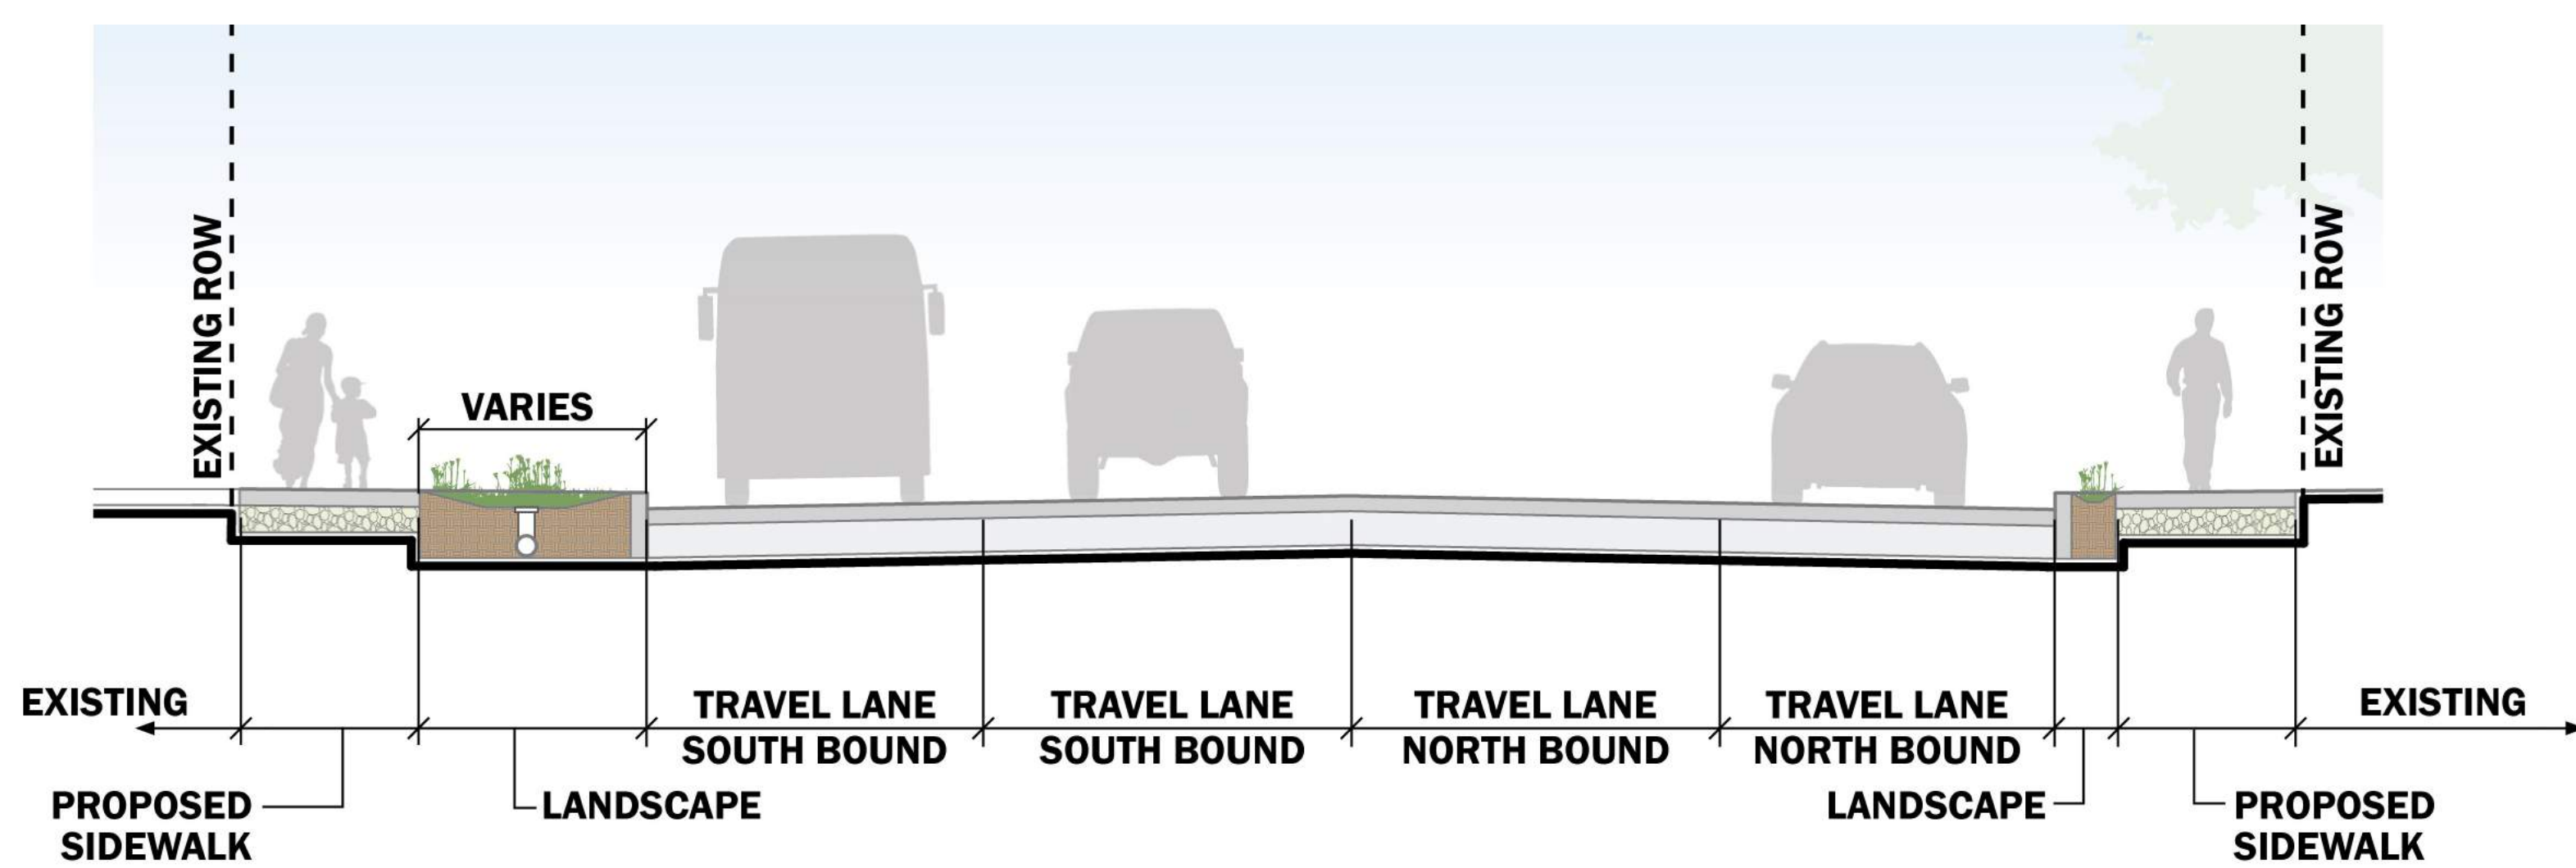 EXISTING ROW
EXISTING ROW
VARIES
EXISTING
TRAVEL LANE
SOUTH BOUND
TRAVEL LANE
SOUTH BOUND
TRAVEL LANE
NORTH BOUND
TRAVEL LANE
NORTH BOUND
EXISTING
PROPOSED
SIDEWALK
LANDSCAPE
LANDSCAPE
PROPOSED
SIDEWALK